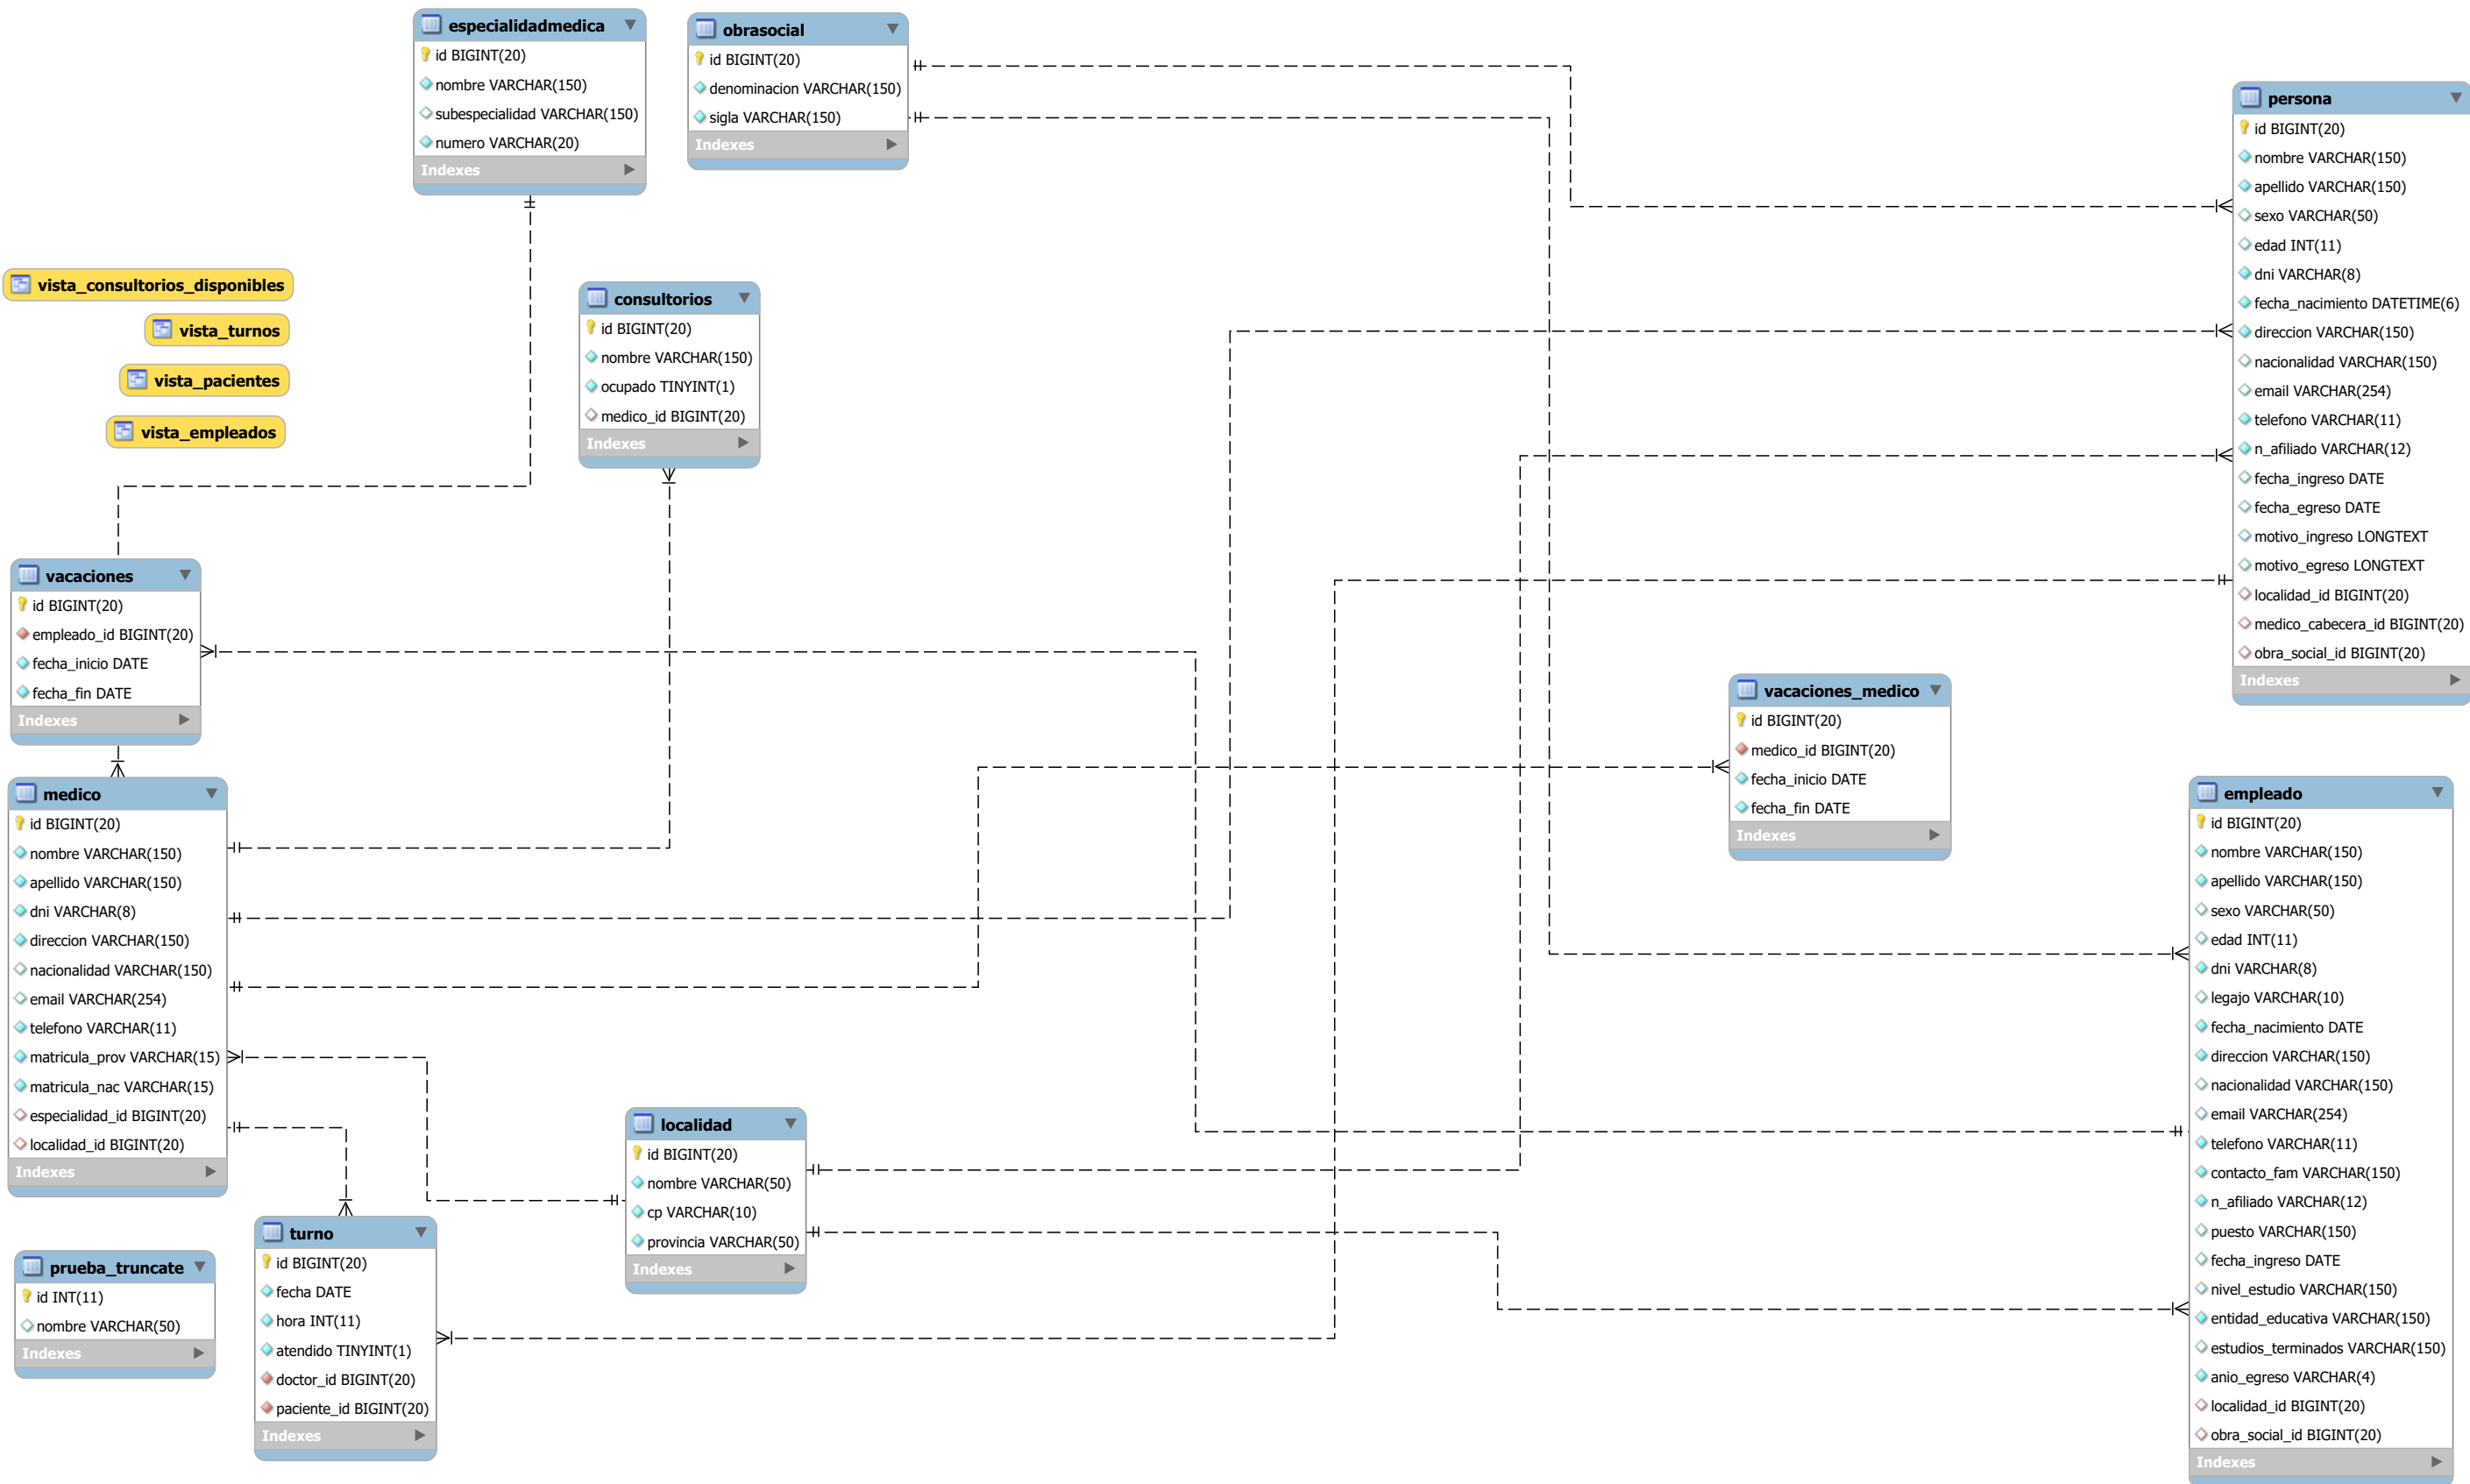 especialidadmedica
id BIGINT(20)
nombre VARCHAR(150)
subespecialidad VARCHAR(150)
numero VARCHAR(20)
Indexes
obrasocial
id BIGINT(20)
denominacion VARCHAR(150)
sigla VARCHAR(150)
Indexes
persona
id BIGINT(20)
nombre VARCHAR(150)
apellido VARCHAR(150)
sexo VARCHAR(50)
edad INT(11)
dni VARCHAR(8)
fecha_nacimiento DATETIME(6)
direccion VARCHAR(150)
nacionalidad VARCHAR(150)
email VARCHAR(254)
telefono VARCHAR(11)
n_afiliado VARCHAR(12)
fecha_ingreso DATE
fecha_egreso DATE
motivo_ingreso LONGTEXT
motivo_egreso LONGTEXT
localidad_id BIGINT(20)
medico_cabecera_id BIGINT(20)
obra_social_id BIGINT(20)
Indexes
vista_consultorios_disponibles
vista_turnos
vista_pacientes
vista_empleados
consultorios
id BIGINT(20)
nombre VARCHAR(150)
ocupado TINYINT(1)
medico_id BIGINT(20)
Indexes
vacaciones
id BIGINT(20)
empleado_id BIGINT(20)
fecha_inicio DATE
fecha_fin DATE
Indexes
vacaciones_medico
id BIGINT(20)
medico_id BIGINT(20)
fecha_inicio DATE
fecha_fin DATE
Indexes
medico
id BIGINT(20)
nombre VARCHAR(150)
apellido VARCHAR(150)
dni VARCHAR(8)
direccion VARCHAR(150)
nacionalidad VARCHAR(150)
email VARCHAR(254)
telefono VARCHAR(11)
matricula_prov VARCHAR(15)
matricula_nac VARCHAR(15)
especialidad_id BIGINT(20)
localidad_id BIGINT(20)
Indexes
empleado
id BIGINT(20)
nombre VARCHAR(150)
apellido VARCHAR(150)
sexo VARCHAR(50)
edad INT(11)
dni VARCHAR(8)
legajo VARCHAR(10)
fecha_nacimiento DATE
direccion VARCHAR(150)
nacionalidad VARCHAR(150)
email VARCHAR(254)
telefono VARCHAR(11)
contacto_fam VARCHAR(150)
n_afiliado VARCHAR(12)
puesto VARCHAR(150)
fecha_ingreso DATE
nivel_estudio VARCHAR(150)
entidad_educativa VARCHAR(150)
estudios_terminados VARCHAR(150)
anio_egreso VARCHAR(4)
localidad_id BIGINT(20)
obra_social_id BIGINT(20)
Indexes
localidad
id BIGINT(20)
nombre VARCHAR(50)
cp VARCHAR(10)
provincia VARCHAR(50)
Indexes
turno
id BIGINT(20)
fecha DATE
hora INT(11)
atendido TINYINT(1)
doctor_id BIGINT(20)
paciente_id BIGINT(20)
Indexes
prueba_truncate
id INT(11)
nombre VARCHAR(50)
Indexes